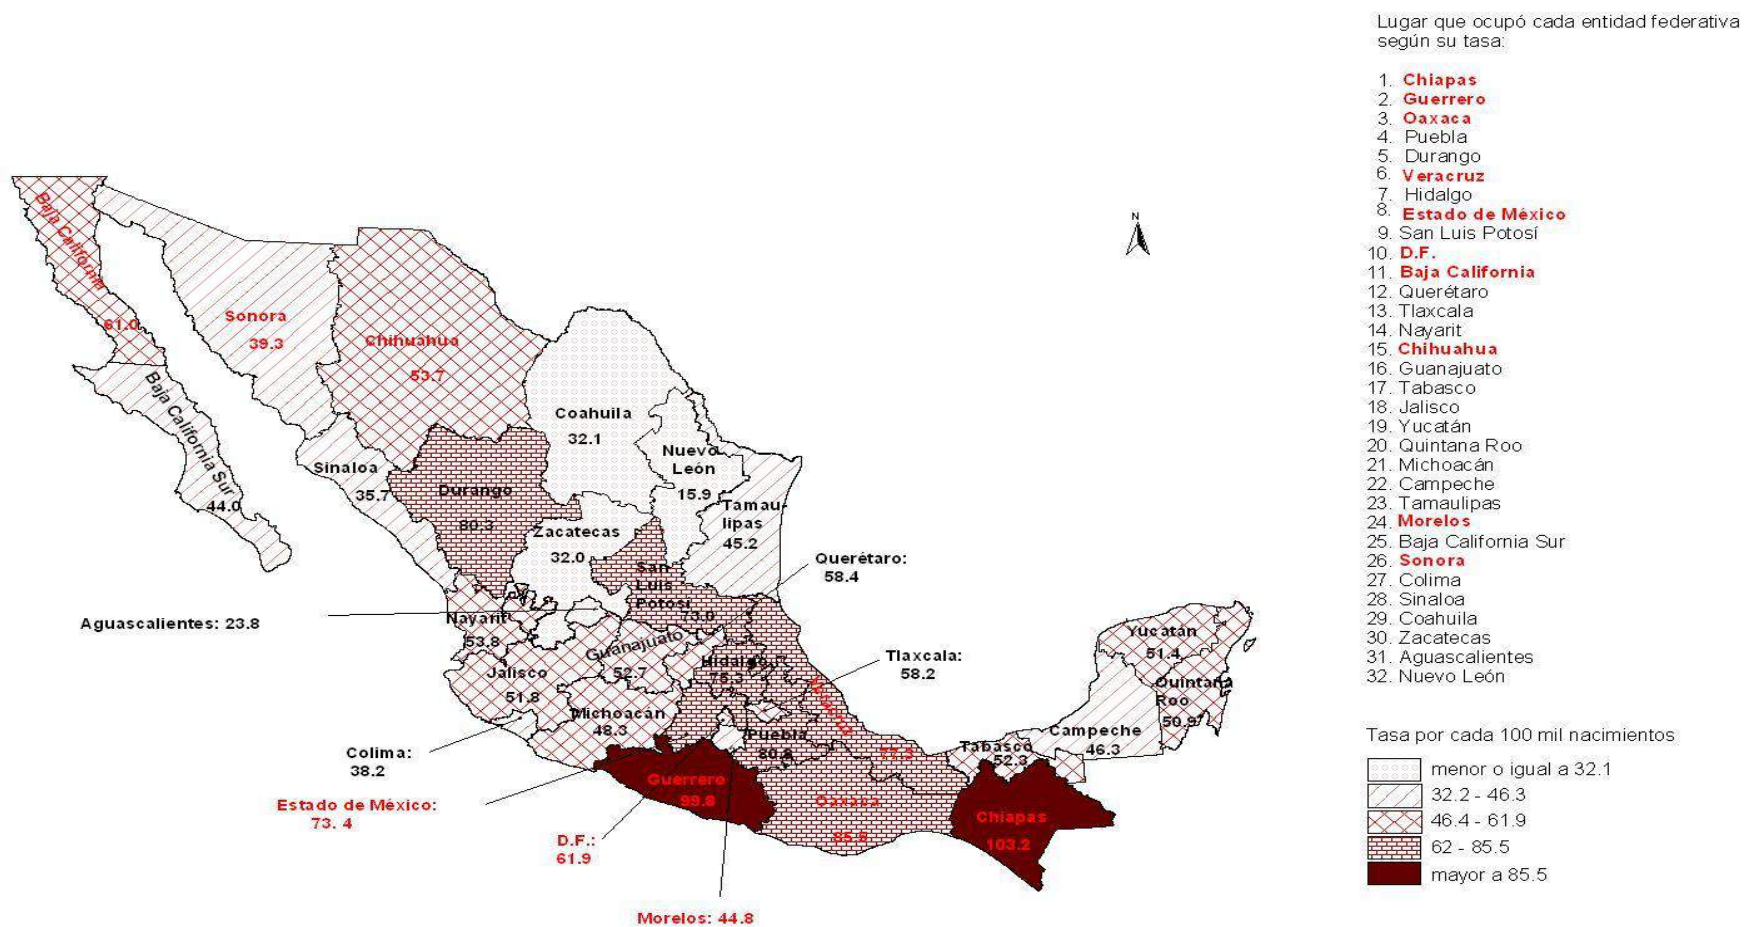 Lugar que ocupó cada entidad federativa
según su tasa:
1. Chiapas
2. Guerrero
3. Oaxaca
4. Puebla
5. Durango
6. Veracruz
7. Hidalgo
8. Estado de México
9. San Luis Potosí
10. D.F.
11. Baja California
12. Querétaro
13. Tlaxcala
14. Nayarit
15. Chihuahua
16. Guanajuato
17. Tabasco
18. Jalisco
19. Yucatán
20. Quintana Roo
21. Michoacán
22. Campeche
23. Tamaulipas
24. Morelos
25. Baja California Sur
26. Sonora
27. Colima
28. Sinaloa
29. Coahuila
30. Zacatecas
31. Aguascalientes
32. Nuevo León
Tasa por cada 100 mil nacimientos
menor o igual a 32.1
32.2 - 46.3
46.4 - 61.9
62 - 85.5
mayor a 85.5
N
Baja California
61.0
Sonora
39.3
Chihuahua
53.7
Baja California Sur
44.0
Coahuila
32.1
Nuevo
León
15.9
Sinaloa
35.7
Durango
80.3
Tamau-
lipas
45.2
Zacatecas
32.0
San
Luis
Potosí
73.0
Querétaro:
58.4
Aguascalientes: 23.8
Nayarit
53.8
Guanajuato
52.7
Hidalgo
75.3
Tlaxcala:
58.2
Yucatán
51.4
Jalisco
51.8
Quintana
Roo
50.9
Michoacán
48.3
Veracruz
77.3
Puebla
Campeche
46.3
Tabasco
52.3
Colima:
38.2
Guerrero
99.8
Oaxaca
Chiapas
103.2
Estado de México:
73. 4
D.F.:
61.9
Morelos: 44.8